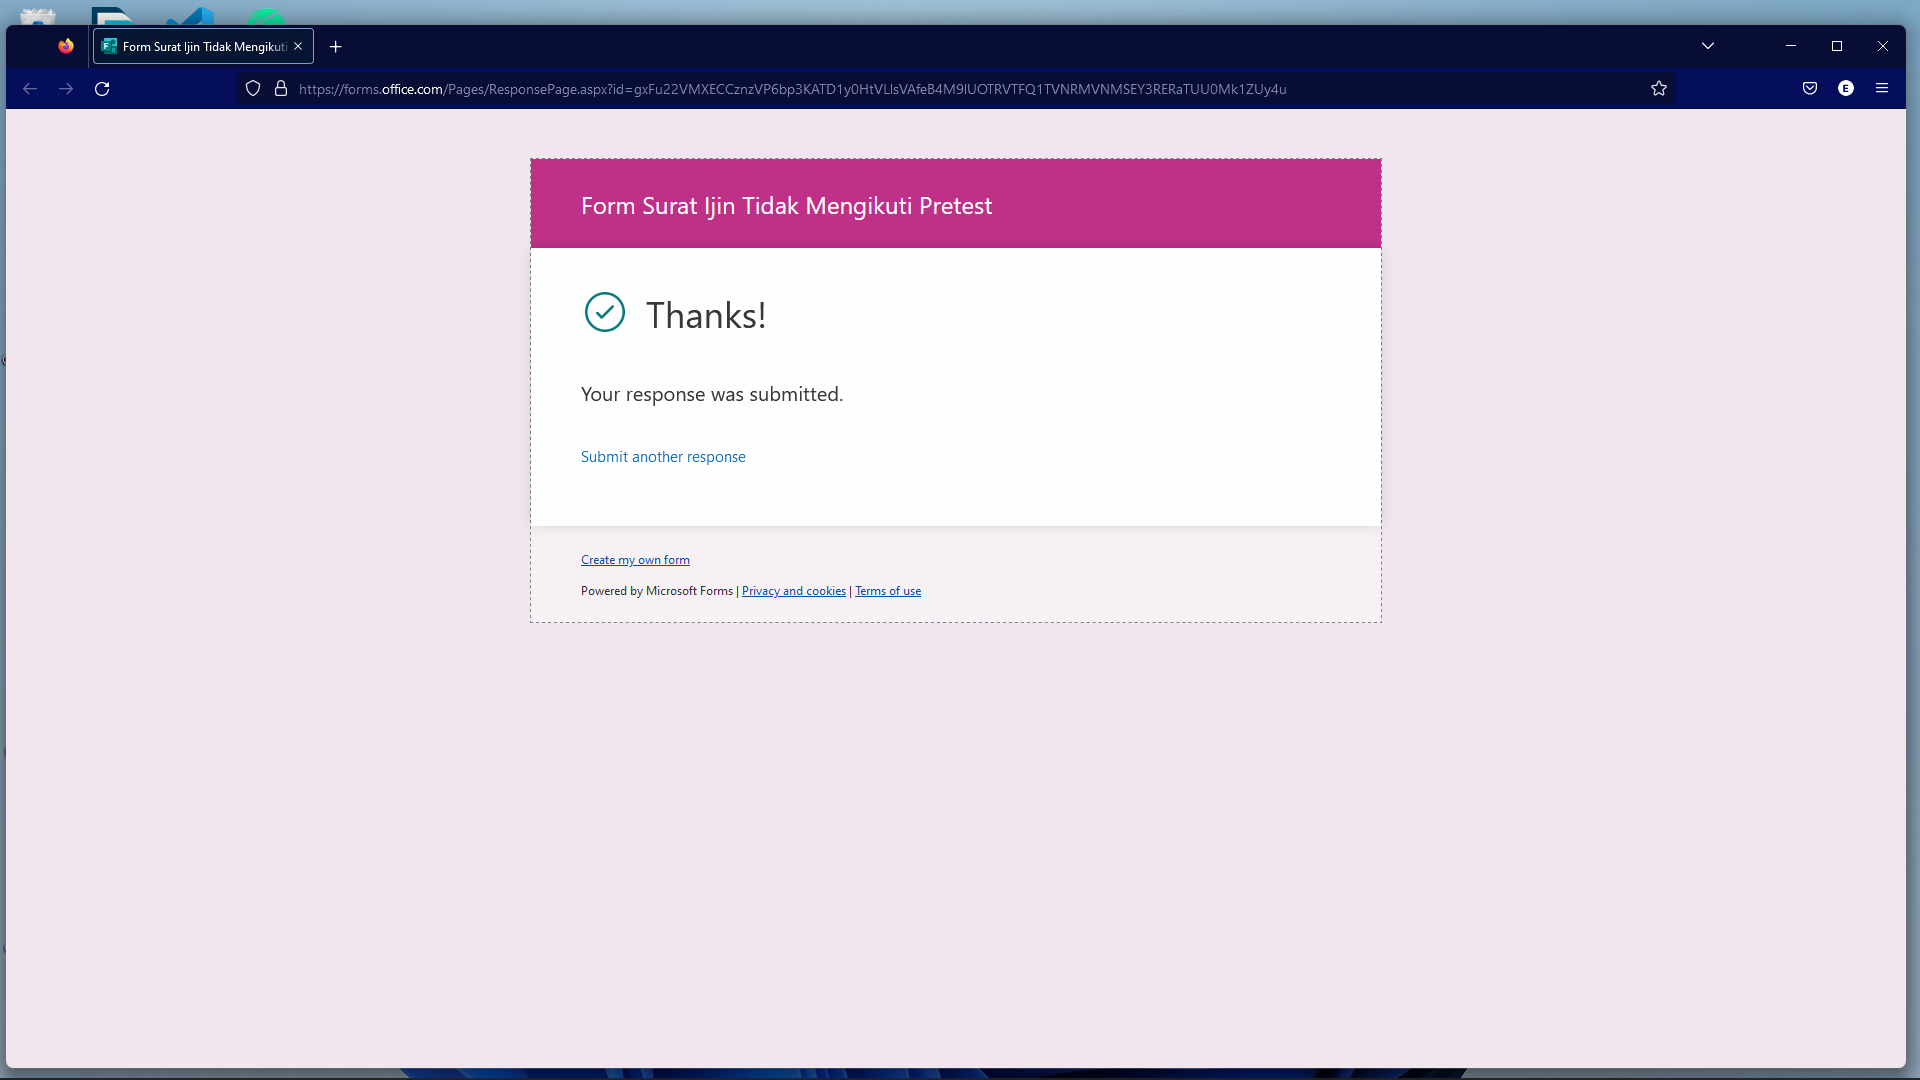 Form Surat Ijin Tidak Mengikuti
https://forms.office.com/Pages/ResponsePage.aspx?id=gxFu22VMXECCznzVP6bp3KATD1y0HtVLlsVAfeB4M9lUOTRVTFQ1TVNRMVNMSEY3RERaTUU0Mk1ZUy4u
E
Form Surat Ijin Tidak Mengikuti Pretest
Thanks!
Your response was submitted.
Submit another response
Create my own form
Powered by Microsoft Forms | Privacy and cookies | Terms of use